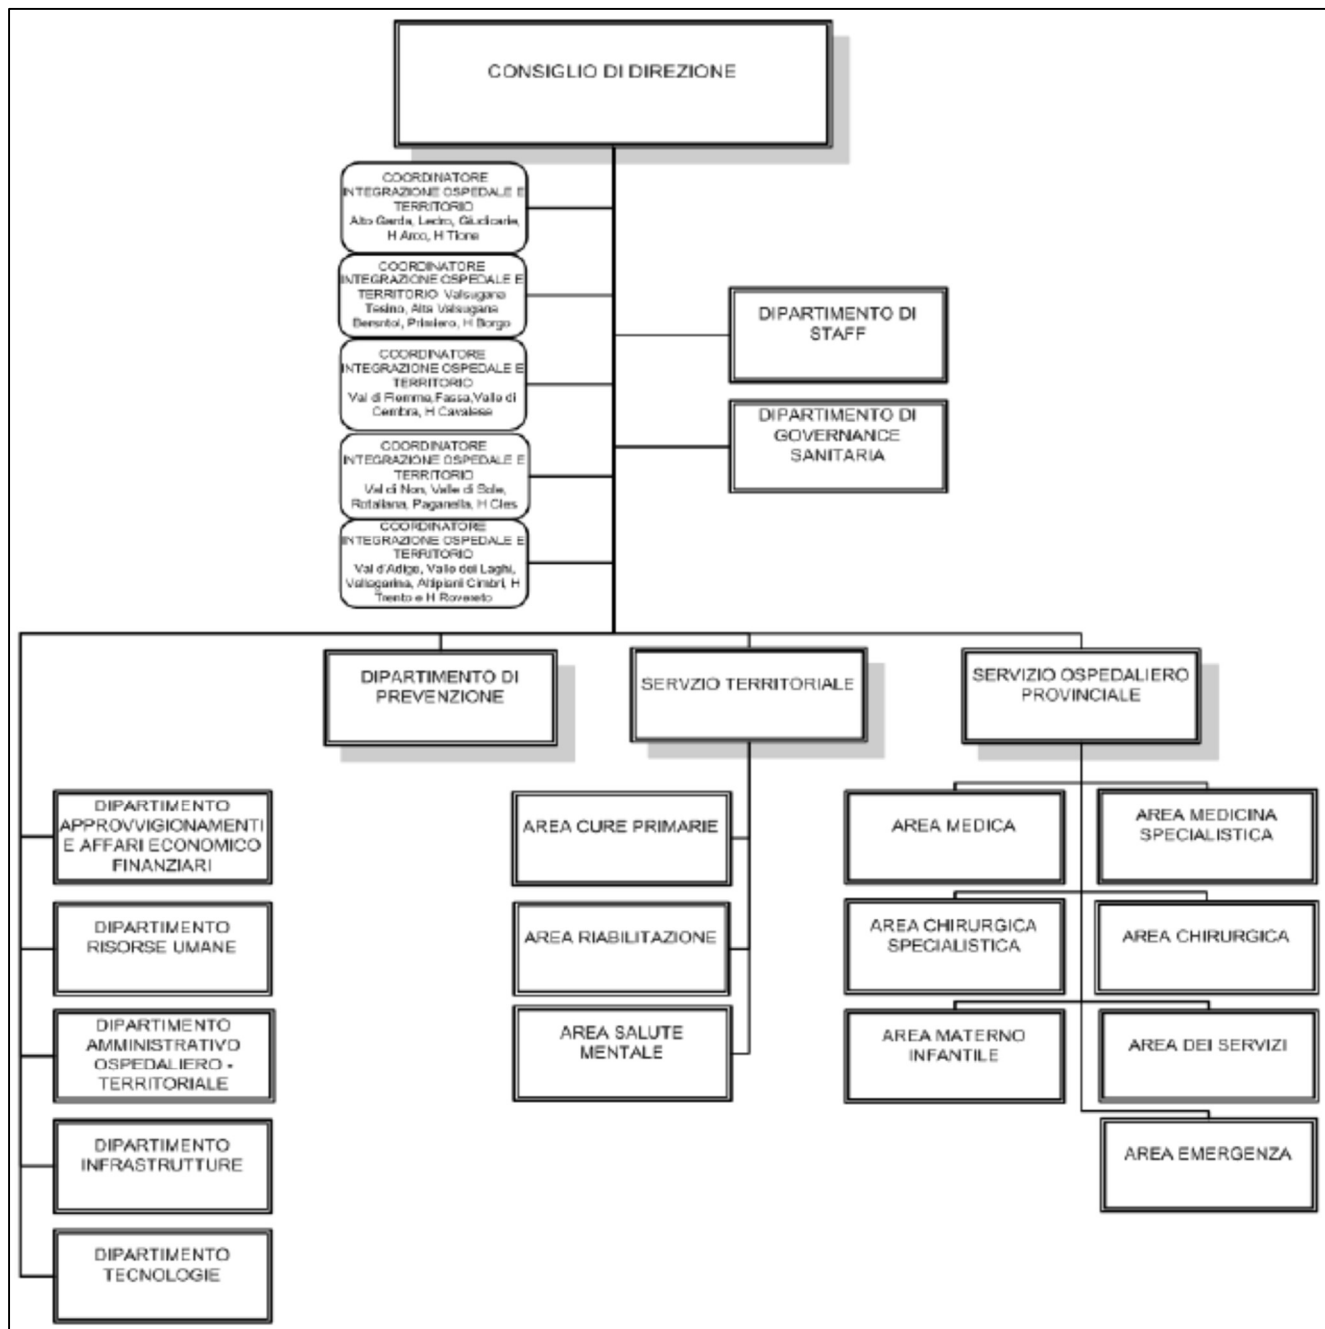 CONSIGLIO DI DIREZIONE
COORDINATORE
INTEGRAZIONE OSPEDALE E
TERRITORIO
Alto Garda, Ledro, Giudicarie,
H Arco, H Tione
COORDINATORE
INTEGRAZIONE OSPEDALE E
TERRITORIO Valsugana
Tesino, Alta Valsugana
Bersntol, Primiero, H Borgo
COORDINATORE
INTEGRAZIONE OSPEDALE E
TERRITORIO
Val di Fiemme,Fassa,Valle di
Cembra, H Cavalese
COORDINATORE
INTEGRAZIONE OSPEDALE E
TERRITORIO
Val di Non, Valle di Sole,
Rotaliana, Paganella, H Cles
COORDINATORE
INTEGRAZIONE OSPEDALE E
TERRITORIO
Val d'Adige, Valle dei Laghi,
Vallagarina, Altipiani Cimbri, H
Trento e H Rovereto
DIPARTIMENTO DI
STAFF
DIPARTIMENTO DI
GOVERNANCE
SANITARIA
DIPARTIMENTO DI
PREVENZIONE
SERVZIO TERRITORIALE
SERVIZIO OSPEDALIERO
PROVINCIALE
DIPARTIMENTO
APPROVVIGIONAMENTI
E AFFARI ECONOMICO
FINANZIARI
DIPARTIMENTO
RISORSE UMANE
DIPARTIMENTO
AMMINISTRATIVO
OSPEDALIERO -
TERRITORIALE
DIPARTIMENTO
INFRASTRUTTURE
DIPARTIMENTO
TECNOLOGIE
AREA CURE PRIMARIE
AREA RIABILITAZIONE
AREA SALUTE
MENTALE
AREA MEDICA
AREA MEDICINA
SPECIALISTICA
AREA CHIRURGICA
SPECIALISTICA
AREA CHIRURGICA
AREA MATERNO
INFANTILE
AREA DEI SERVIZI
AREA EMERGENZA